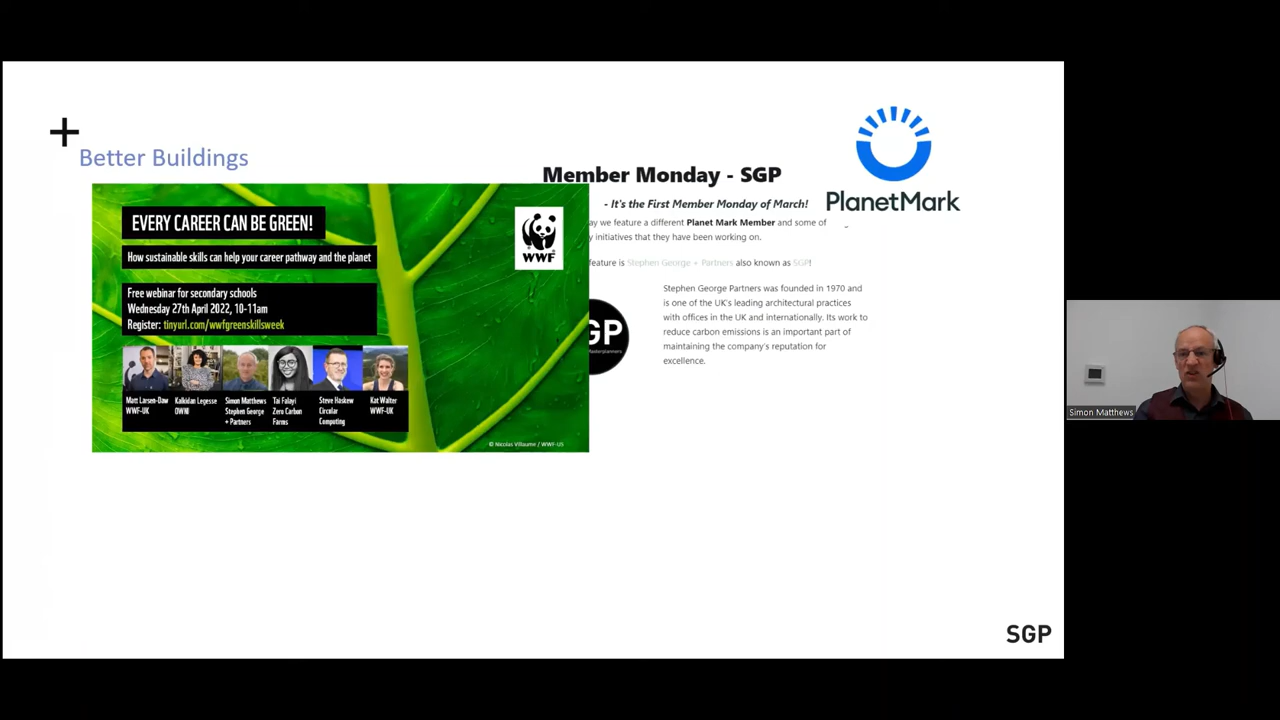 +
Better Buildings
EVERY CAREER CAN BE GREEN!
How sustainable skills can help your career pathway and the planet
Free webinar for secondary schools
Wednesday 27th April 2022, 10-11am
Register: tinyurl.com/wwfgreenskillsweek
Matt Larsen-Daw
WWF-UK
Kalkidan Legesse
OWNI
Simon Matthews
Stephen George
+ Partners
Tai Falayi
Zero Carbon
Farms
Steve Haskew
Circular
Computing
Kat Walter
WWF-UK
WWF
© Nicolas Villaume / WWF-US
Member Monday - SGP
- It's the First Member Monday of March!
ay we feature a different Planet Mark Member and some of
y initiatives that they have been working on.
feature is Stephen George + Partners also known as SGP!
GP
Masterplanners
Stephen George Partners was founded in 1970 and
is one of the UK's leading architectural practices
with offices in the UK and internationally. Its work to
reduce carbon emissions is an important part of
maintaining the company's reputation for
excellence.
PlanetMark
SGP
Simon Matthews